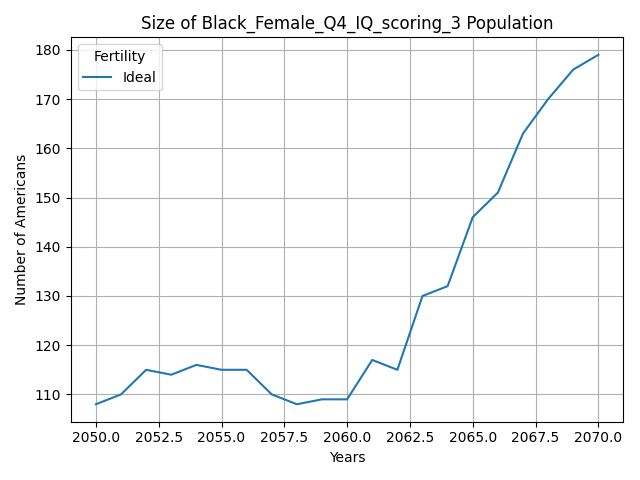 Size of Black_Female_Q4_IQ_scoring_3 Population
Fertility
Ideal
Number of Americans
180
170
160
150
140
130
120
110
2050.0 2052.5 2055.0 2057.5 2060.0 2062.5 2065.0 2067.5 2070.0
Years